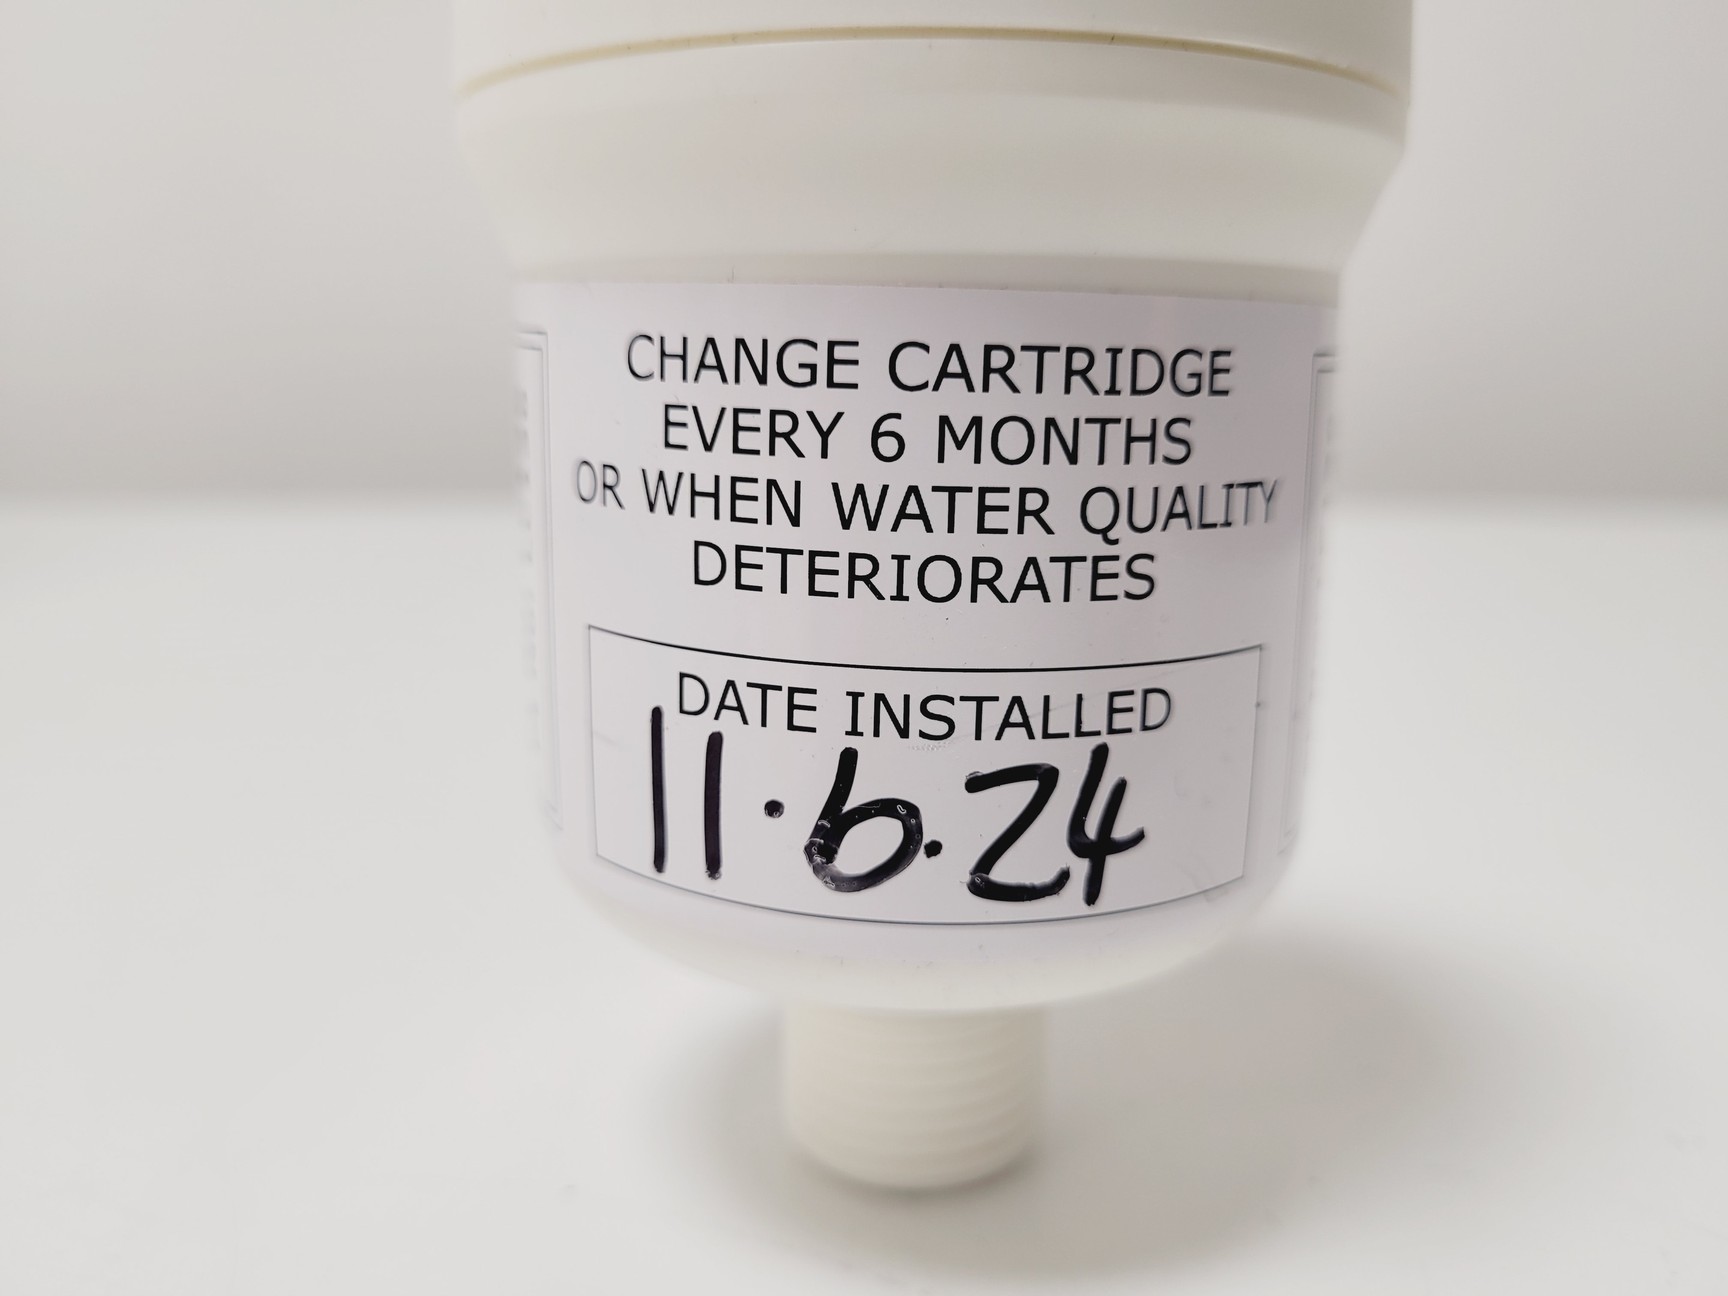 CHANGE CARTRIDGE
EVERY 6 MONTHS
OR WHEN WATER QUALITY
DETERIORATES
DATE INSTALLED
11.6.24